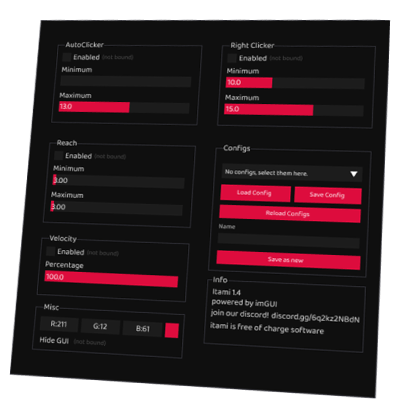 AutoClicker
Enabled (not bound)
Minimum
Maximum
13.0
Right Clicker
Enabled (not bound)
Minimum
10.0
Maximum
15.0
Reach
Enabled (not bound)
Minimum
3.00
Maximum
3.00
Configs
No configs, select them here.
Load Config
Save Config
Reload Configs
Name
Save as new
Velocity
Enabled (not bound)
Percentage
100.0
Misc
R:211
G:12
B:61
Hide GUI (not bound)
Info
Itami 1.4
powered by imGUI
join our discord! discord.gg/6q2kz2NBdN
itami is free of charge software